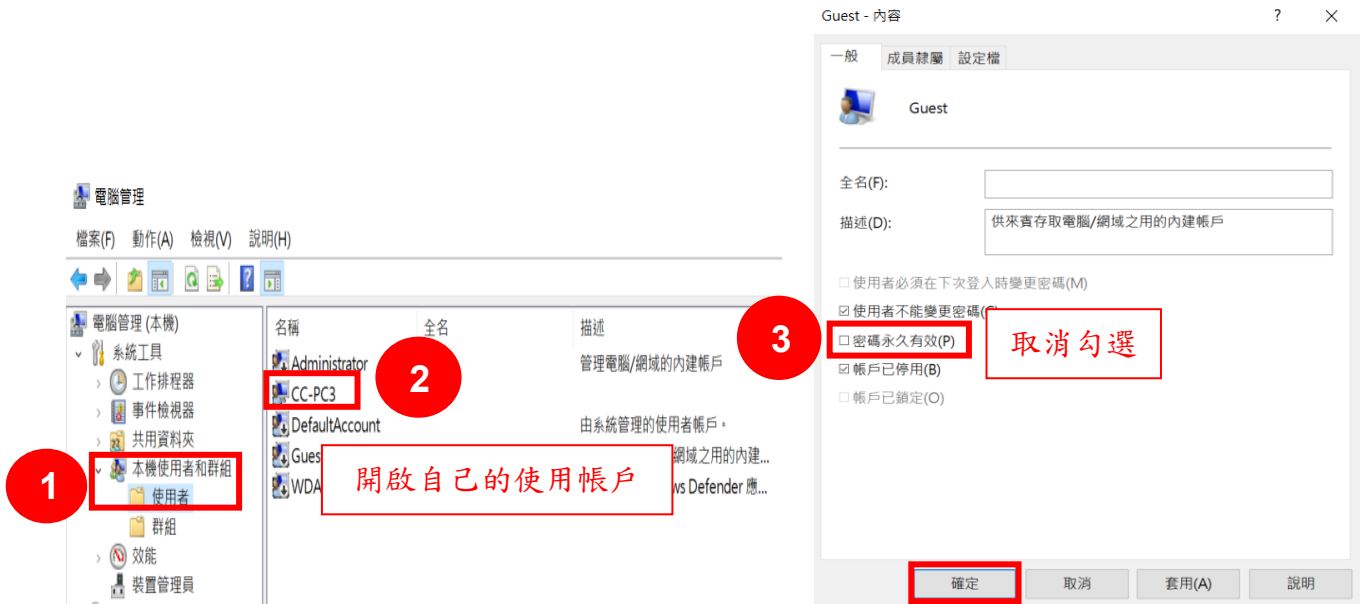 電腦管理
檔案(F) 動作(A) 檢視(V) 說明(H)
電腦管理 (本機)
系統工具
工作排程器
事件檢視器
共用資料夾
本機使用者和群組
使用者
群組
效能
裝置管理員
1
名稱 全名 描述
Administrator 管理電腦/網域的內建帳戶
CC-PC3
DefaultAccount 由系統管理的使用者帳戶。
Gues 網域之用的內建...
WDA ws Defender 應...
2
開啟自己的使用帳戶
Guest - 內容 ?
一般 成員隸屬 設定檔
Guest
全名(F):
描述(D): 供來賓存取電腦/網域之用的內建帳戶
使用者必須在下次登入時變更密碼(M)
使用者不能變更密碼(
密碼永久有效(P)
帳戶已停用(B)
帳戶已鎖定(O)
3
取消勾選
確定 取消 套用(A) 說明